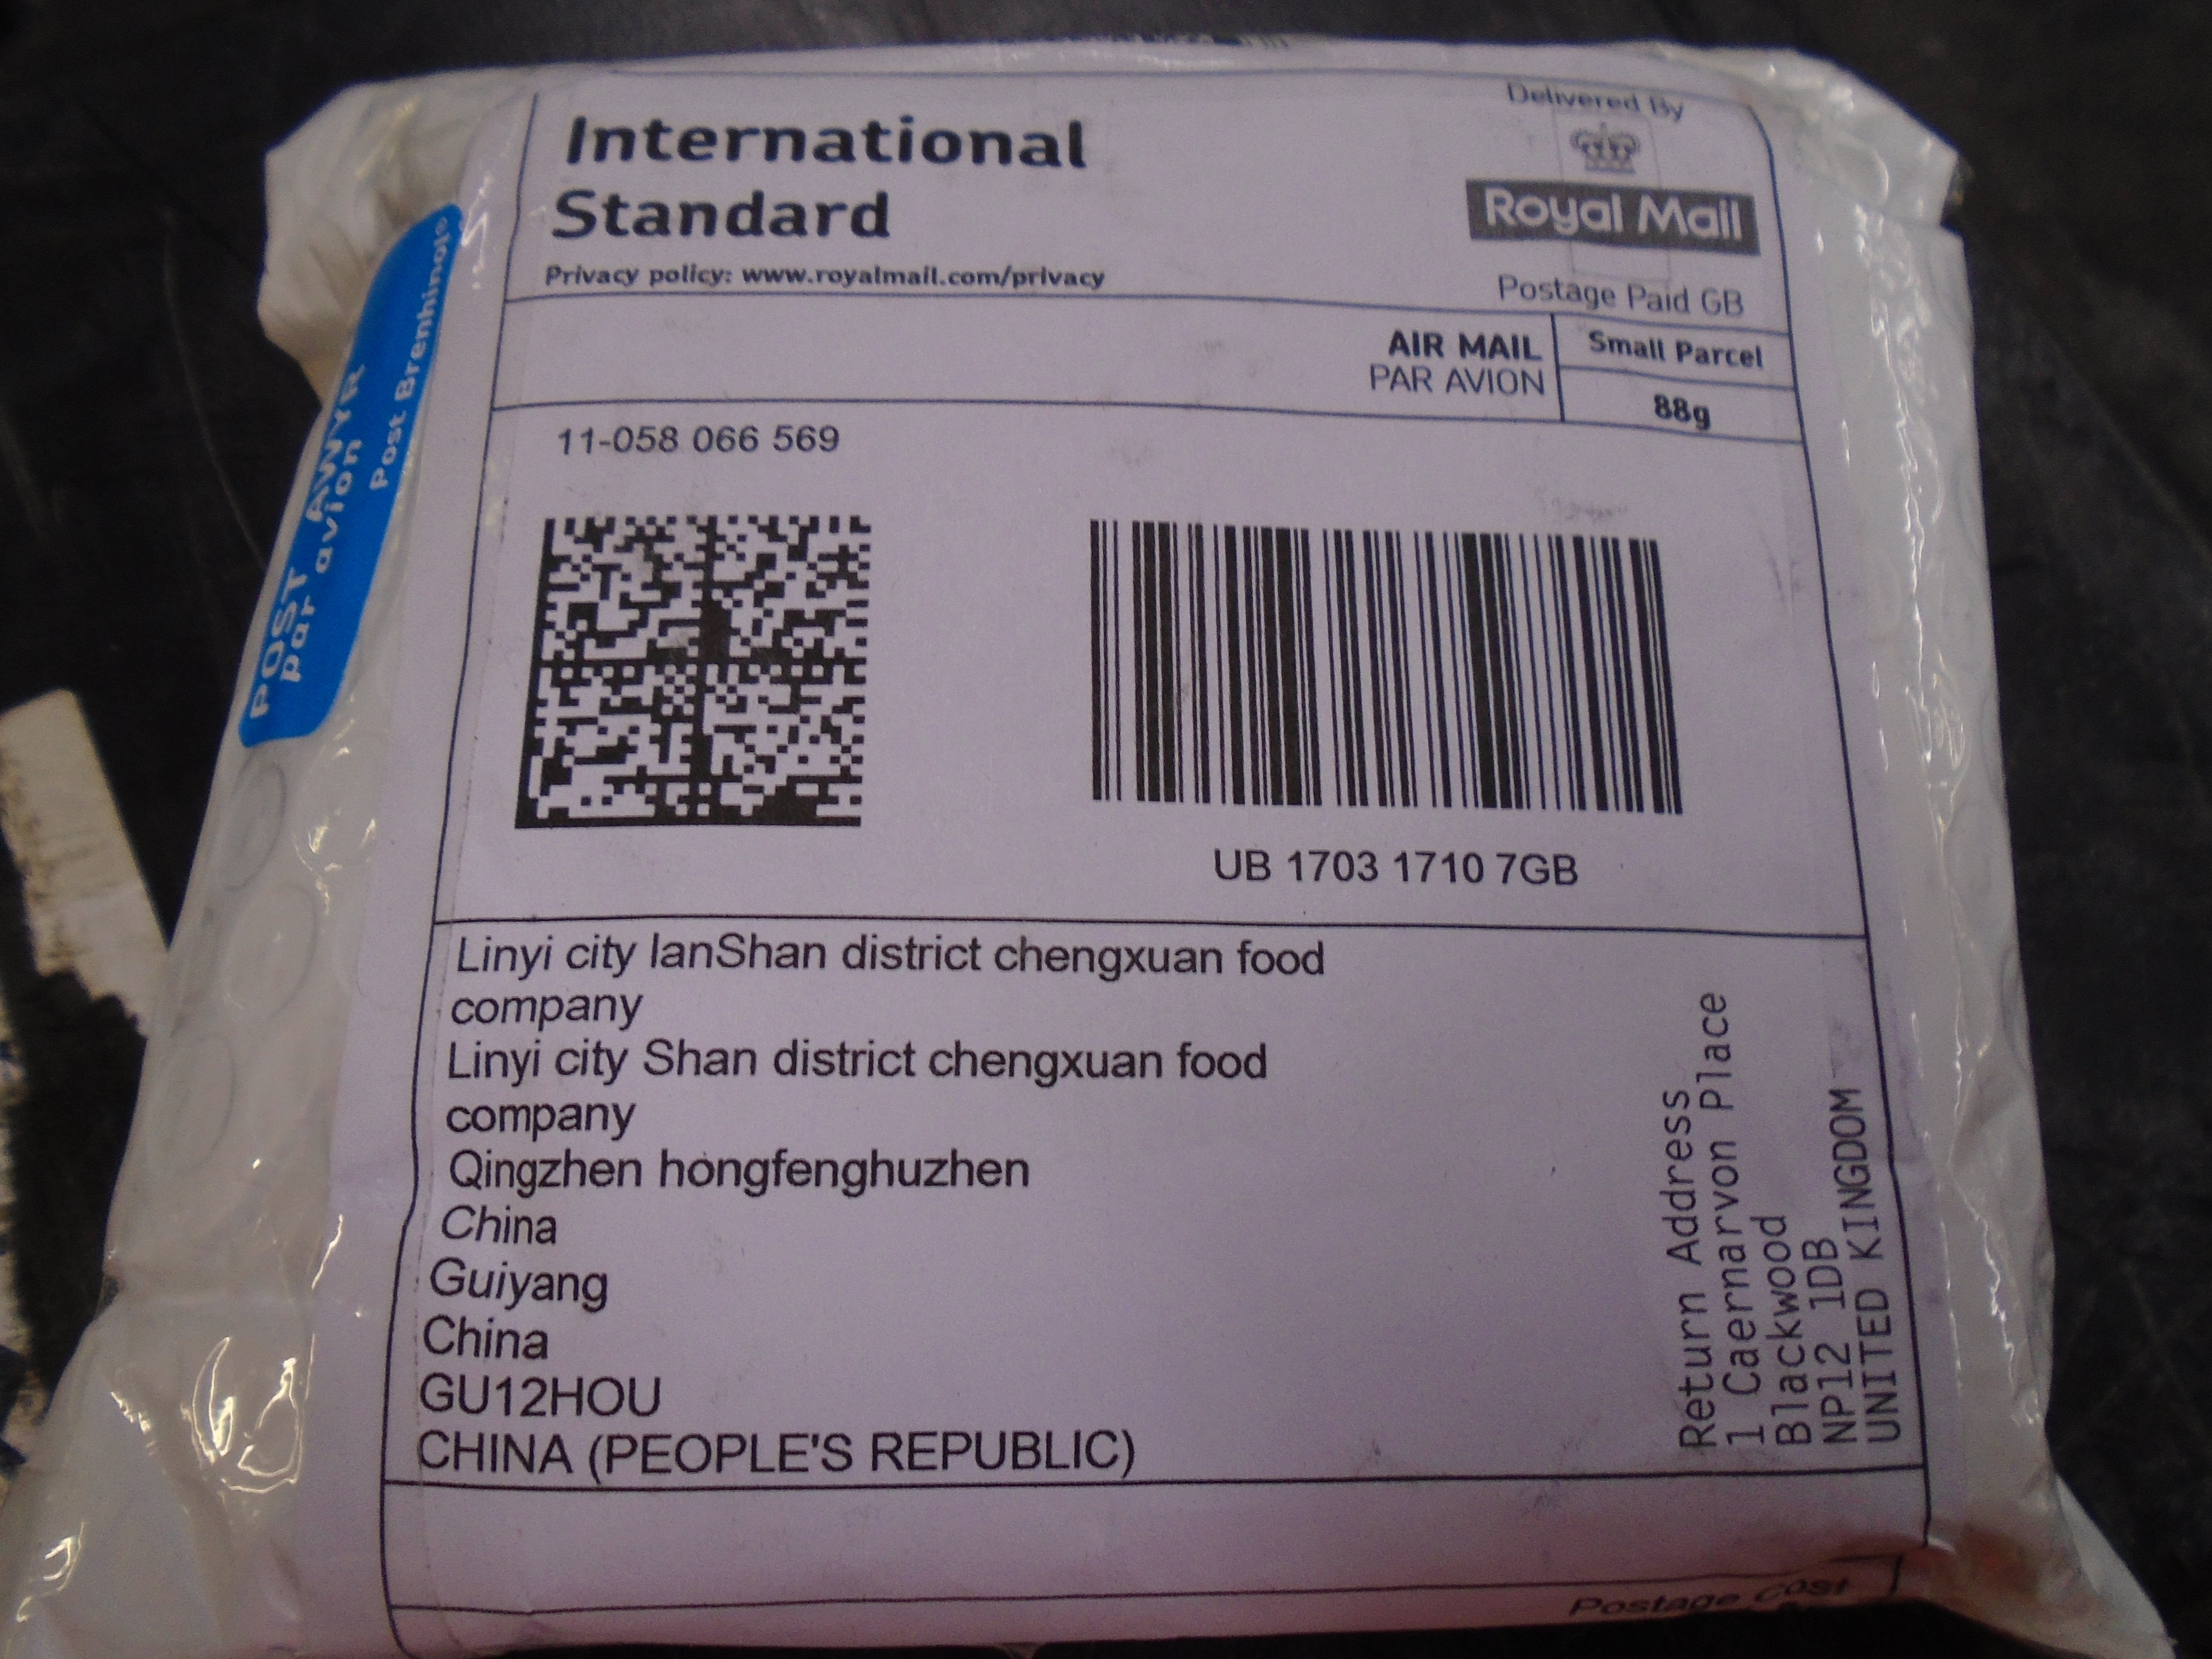 International
Standard
Privacy policy: www.royalmail.com/privacy
Delivered By
Royal Mail
Postage Paid GB
AIR MAIL
PAR AVION
Small Parcel
88g
POST AWYR
par avion
Post Brenhinol®
11-058 066 569
UB 1703 1710 7GB
Linyi city lanShan district chengxuan food
company
Linyi city Shan district chengxuan food
company
Qingzhen hongfenghuzhen
China
Guiyang
China
GU12HOU
CHINA (PEOPLE'S REPUBLIC)
Return Address
1 Caernarvon Place
Blackwood
NP12 1DB
UNITED KINGDOM
Postage Cost